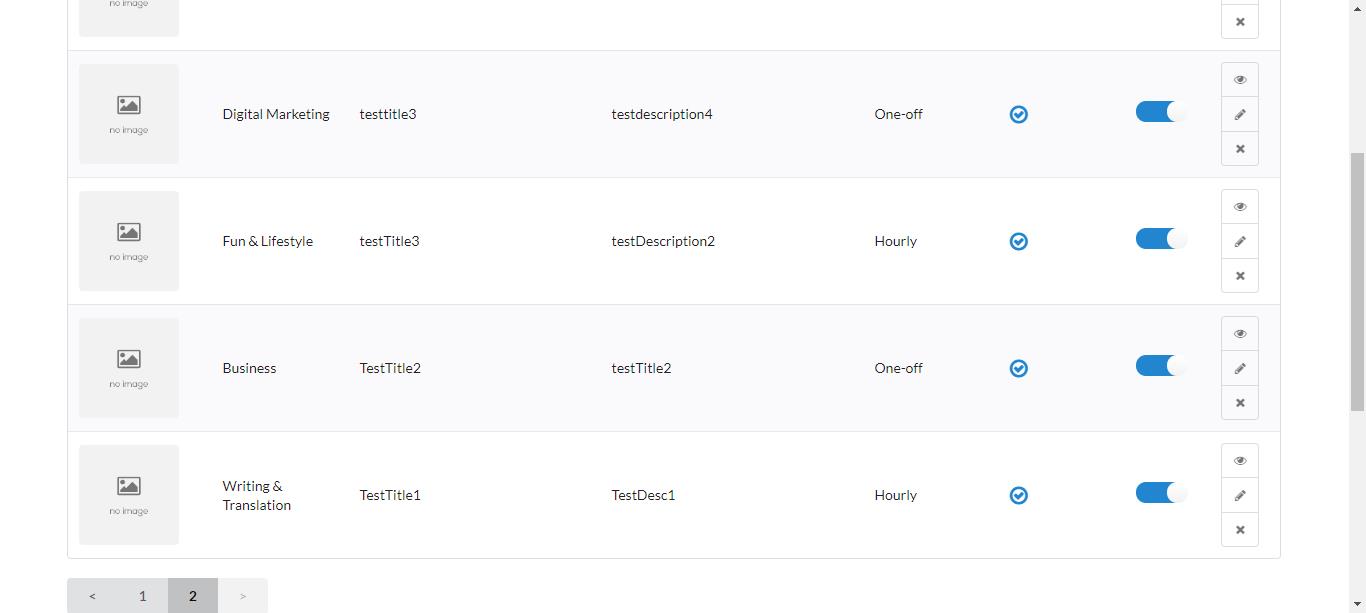 no image
no image
Digital Marketing testtitle3 testdescription4 One-off
no image
Fun & Lifestyle testTitle3 testDescription2 Hourly
no image
Business TestTitle2 testTitle2 One-off
no image
Writing &
Translation TestTitle1 TestDesc1 Hourly
< 1 2 >